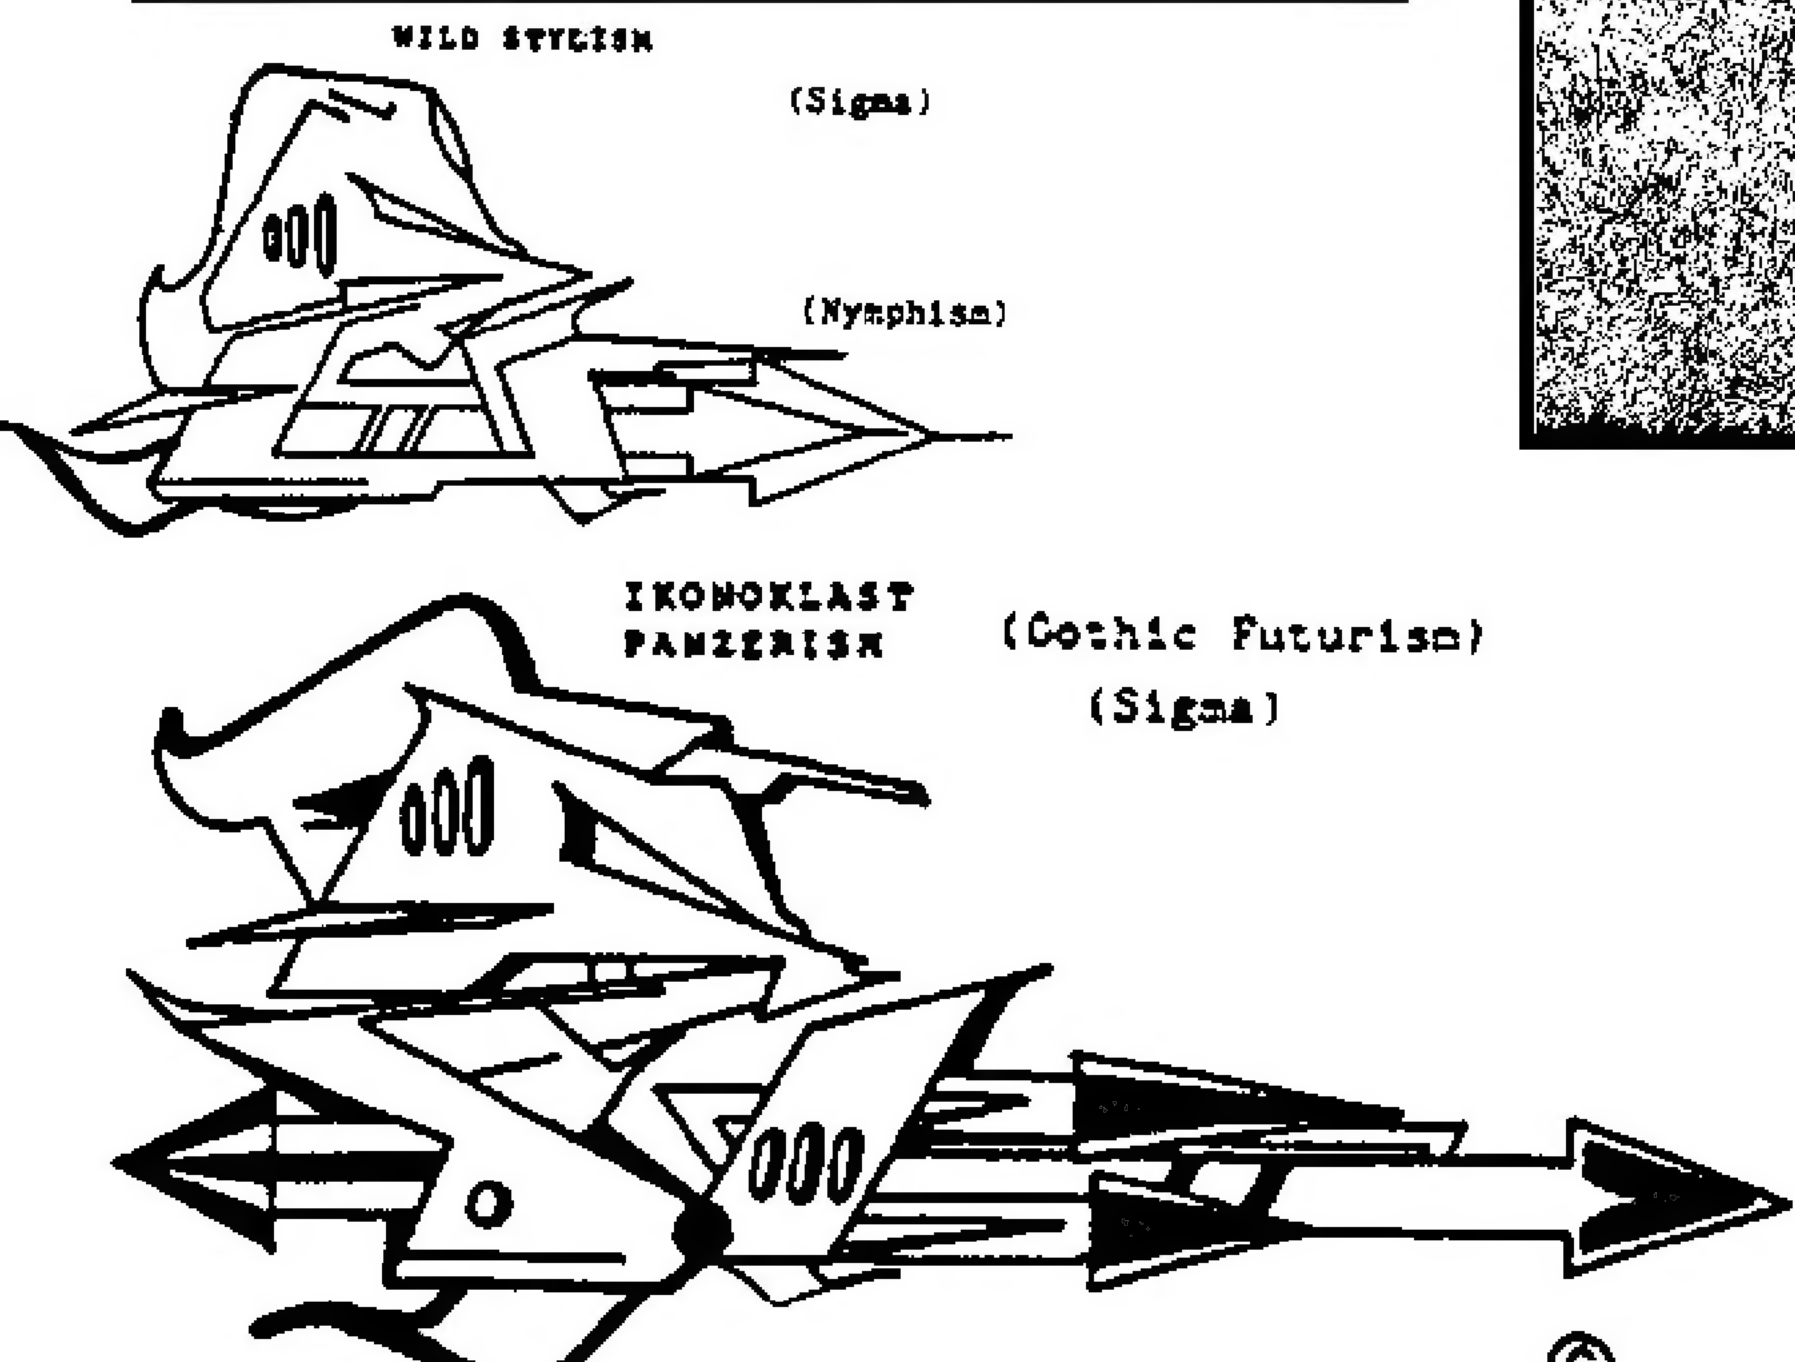 WILD STYLISM
(Sigma)
(Nymphism)
IKONOKLAST
PANZERISM
(Gothic Futurism)
(Sigma)
©